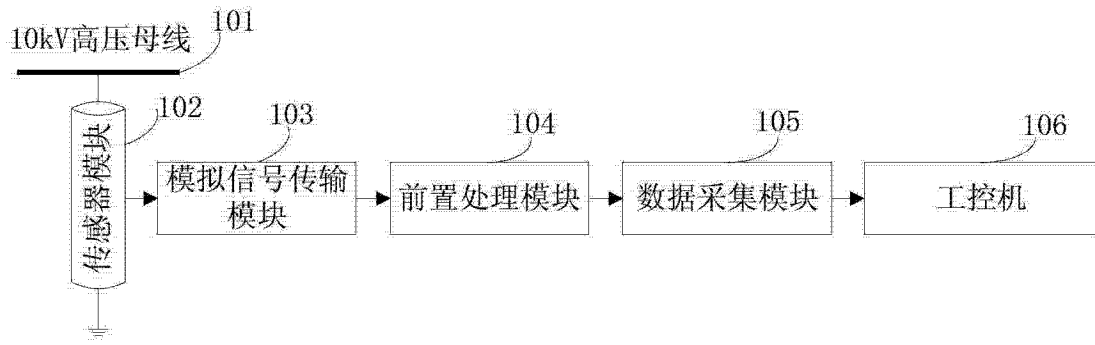 10kV高压母线
101
102
103
104
105
106
传感器模块
模拟信号传输
模块
前置处理模块
数据采集模块
工控机